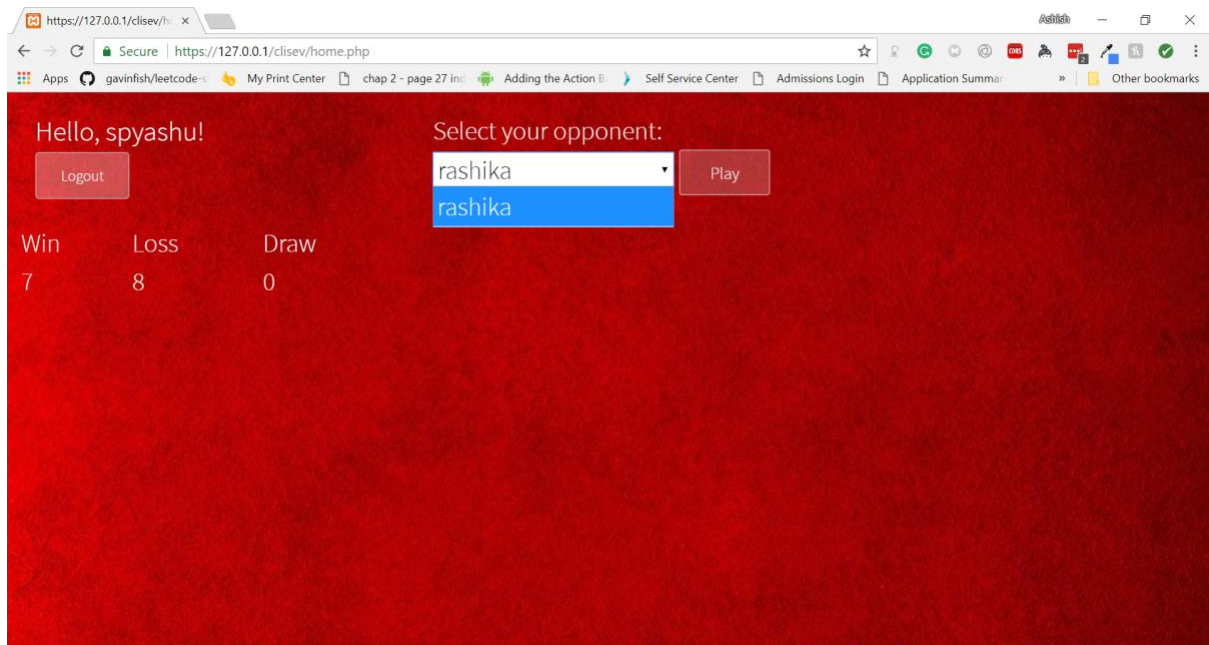 https://127.0.0.1/clisev/h
Ashish
Secure https://127.0.0.1/clisev/home.php
Apps gavinfish/leetcode-s My Print Center chap 2 - page 27 ind Adding the Action B Self Service Center Admissions Login Application Summar » Other bookmarks
Hello, spyashu!
Logout
Select your opponent:
rashika
Play
rashika
Win Loss Draw
7 8 0